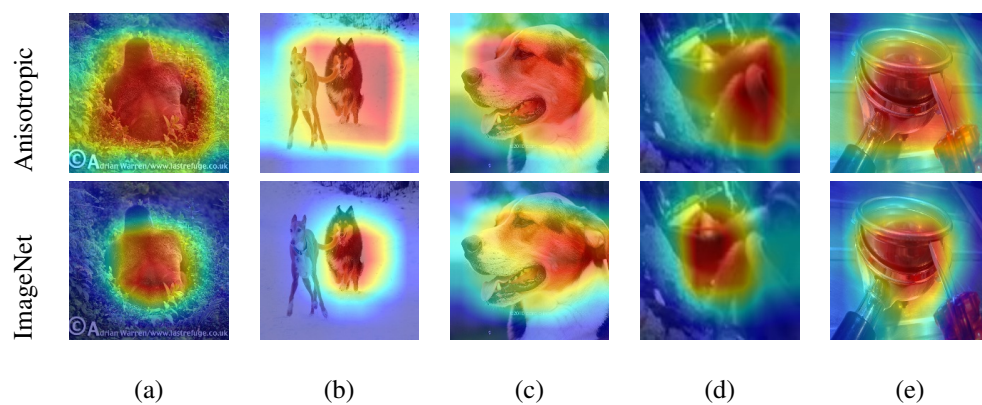 Anisotropic
©Adrian Warren/www.lastrefuge.co.uk
ImageNet
©Adrian Warren/www.lastrefuge.co.uk
(a) (b) (c) (d) (e)